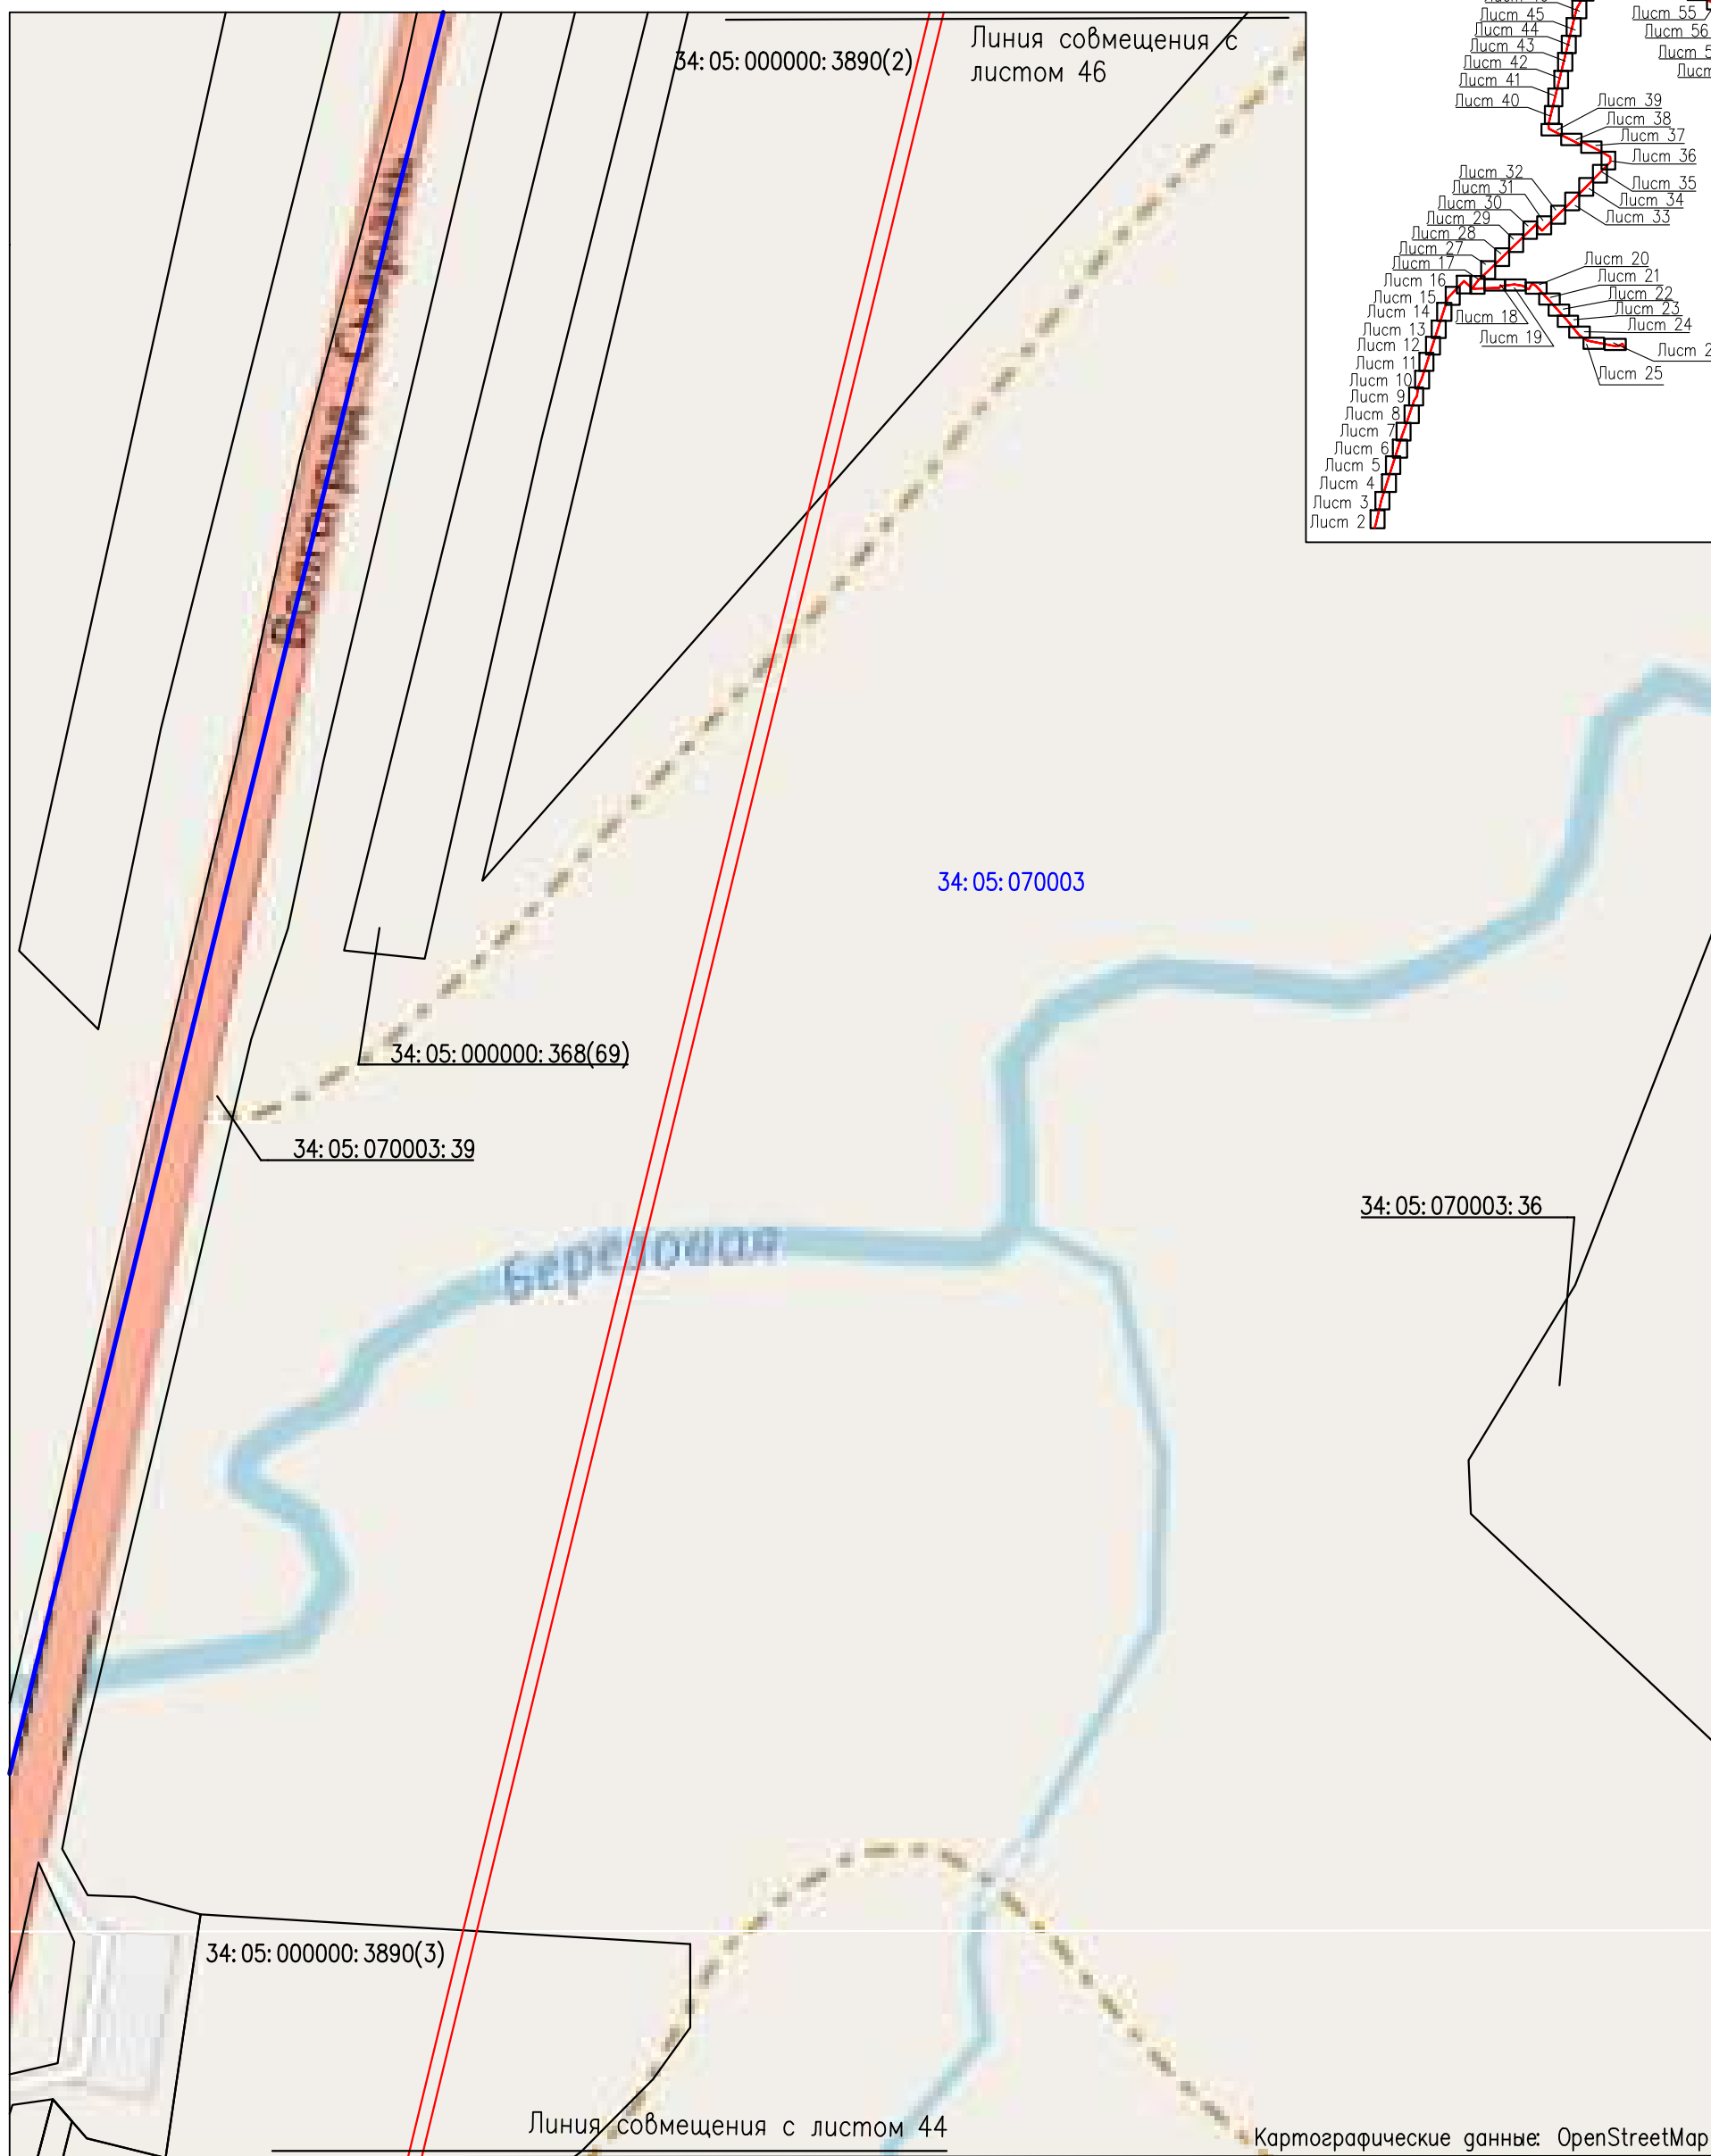 34:05:000000:3890(2)
Линия совмещения с
листом 46
Волгоград
Сызрань
34:05:070003
34:05:000000:368(69)
34:05:070003:39
34:05:070003:36
Березовая
34:05:000000:3890(3)
Линия совмещения с листом 44
Картографические данные: OpenStreetMap
Лист 45
Лист 44
Лист 43
Лист 42
Лист 41
Лист 40
Лист 55
Лист 56
Лист
Лист 39
Лист 38
Лист 37
Лист 36
Лист 35
Лист 34
Лист 33
Лист 32
Лист 31
Лист 30
Лист 29
Лист 28
Лист 27
Лист 17
Лист 16
Лист 15
Лист 14
Лист 13
Лист 12
Лист 11
Лист 10
Лист 9
Лист 8
Лист 7
Лист 6
Лист 5
Лист 4
Лист 3
Лист 2
Лист 20
Лист 21
Лист 22
Лист 23
Лист 24
Лист 18
Лист 19
Лист 2
Лист 25